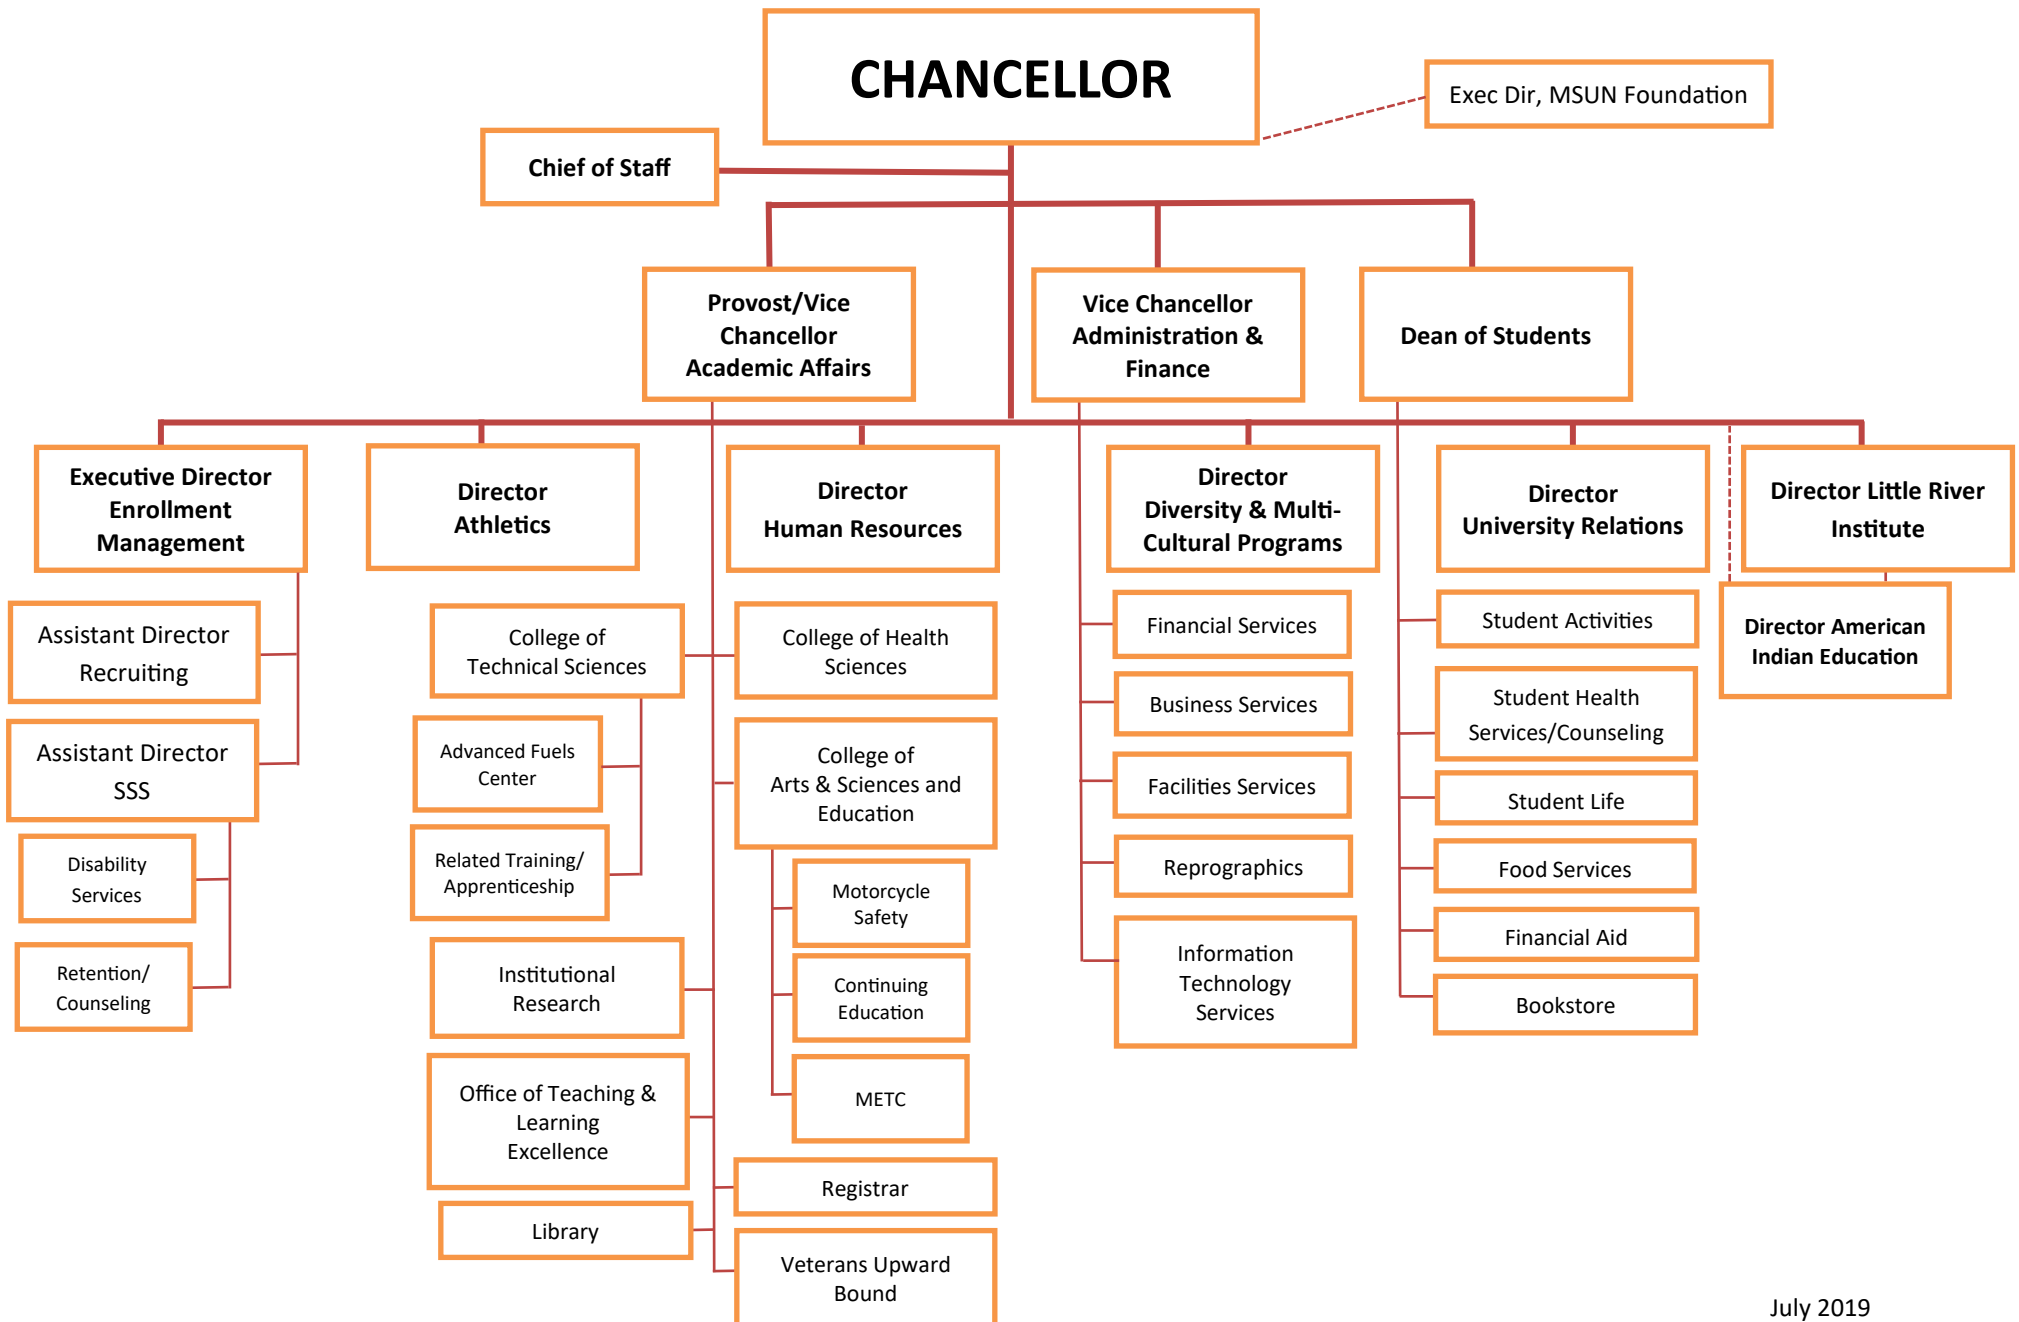 CHANCELLOR
Exec Dir, MSUN Foundation
Chief of Staff
Provost/Vice
Chancellor
Academic Affairs
Vice Chancellor
Administration &
Finance
Dean of Students
Executive Director
Enrollment
Management
Director
Athletics
Director
Human Resources
Director
Diversity & Multi-
Cultural Programs
Director
University Relations
Director Little River
Institute
Assistant Director
Recruiting
Assistant Director
SSS
Disability
Services
Retention/
Counseling
College of
Technical Sciences
Advanced Fuels
Center
Related Training/
Apprenticeship
Institutional
Research
Office of Teaching &
Learning
Excellence
Library
College of Health
Sciences
College of
Arts & Sciences and
Education
Motorcycle
Safety
Continuing
Education
METC
Registrar
Veterans Upward
Bound
Financial Services
Business Services
Facilities Services
Reprographics
Information
Technology
Services
Student Activities
Student Health
Services/Counseling
Student Life
Food Services
Financial Aid
Bookstore
Director American
Indian Education
July 2019